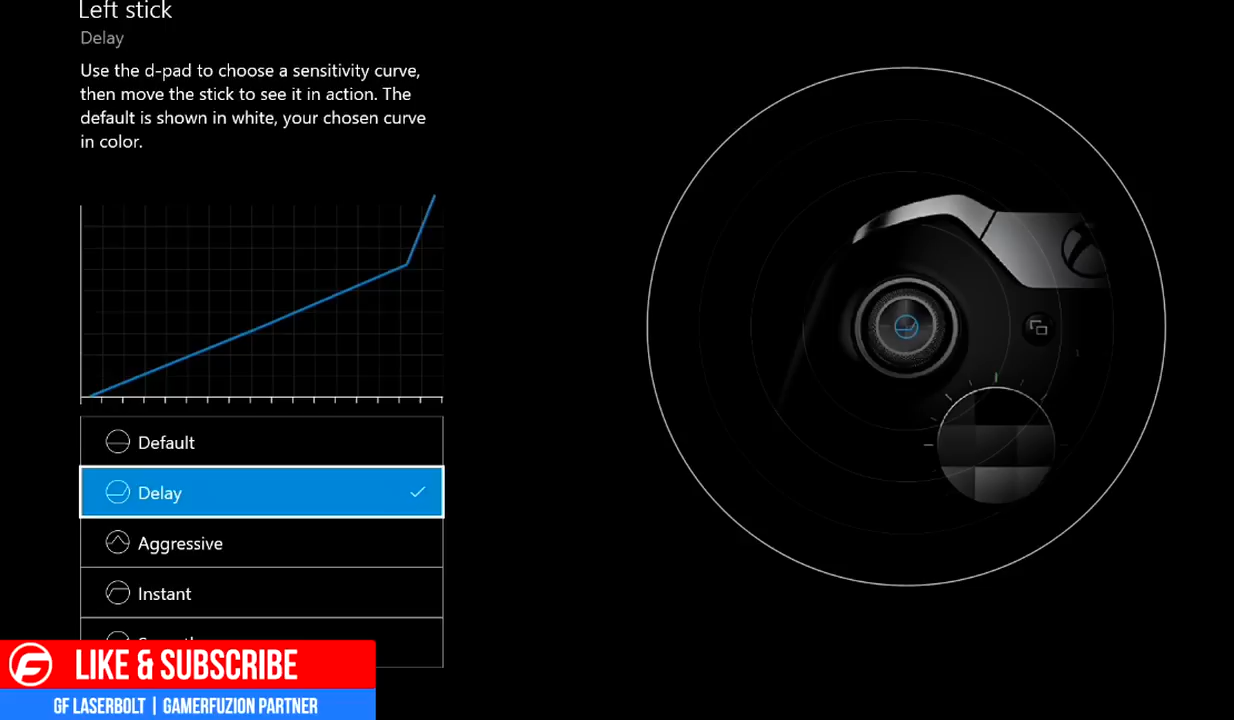 Left stick
Delay
Use the d-pad to choose a sensitivity curve,
then move the stick to see it in action. The
default is shown in white, your chosen curve
in color.
Default
Delay
Aggressive
Instant
LIKE & SUBSCRIBE
GF LASERBOLT | GAMERFUZION PARTNER